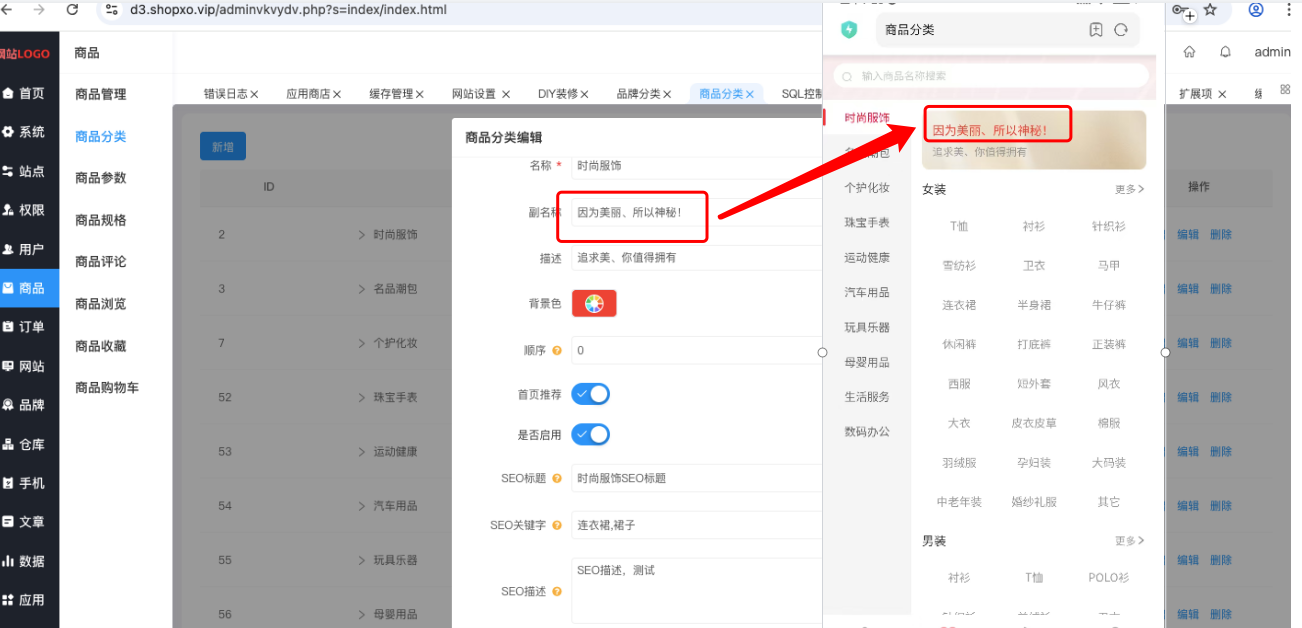 d3.shopxo.vip/adminvkvydv.php?s=index/index.html
网站LOGO
首页
系统
站点
权限
用户
商品
订单
网站
品牌
仓库
手机
文章
数据
应用
商品
商品管理
商品分类
商品参数
商品规格
商品评论
商品浏览
商品收藏
商品购物车
admin
错误日志
应用商店
缓存管理
网站设置
DIY装修
品牌分类
商品分类
SQL控制
扩展项
新增
ID
操作
2
时尚服饰
编辑
删除
3
名品潮包
编辑
删除
7
个护化妆
编辑
删除
52
珠宝手表
编辑
删除
53
运动健康
编辑
删除
54
汽车用品
编辑
删除
55
玩具乐器
编辑
删除
56
母婴用品
编辑
删除
商品分类编辑
名称 *
时尚服饰
副名称
因为美丽、所以神秘!
描述
追求美、你值得拥有
背景色
顺序
0
首页推荐
是否启用
SEO标题
时尚服饰SEO标题
SEO关键字
连衣裙,裙子
SEO描述
SEO描述，测试
商品分类
输入商品名称搜索
时尚服饰
个护化妆
珠宝手表
运动健康
汽车用品
玩具乐器
母婴用品
生活服务
数码办公
因为美丽、所以神秘!
追求美、你值得拥有
女装
更多
T恤
衬衫
针织衫
雪纺衫
卫衣
马甲
连衣裙
半身裙
牛仔裤
休闲裤
打底裤
正装裤
西服
短外套
风衣
大衣
皮衣皮草
棉服
羽绒服
孕妇装
大码装
中老年装
婚纱礼服
其它
男装
更多
衬衫
T恤
POLO衫